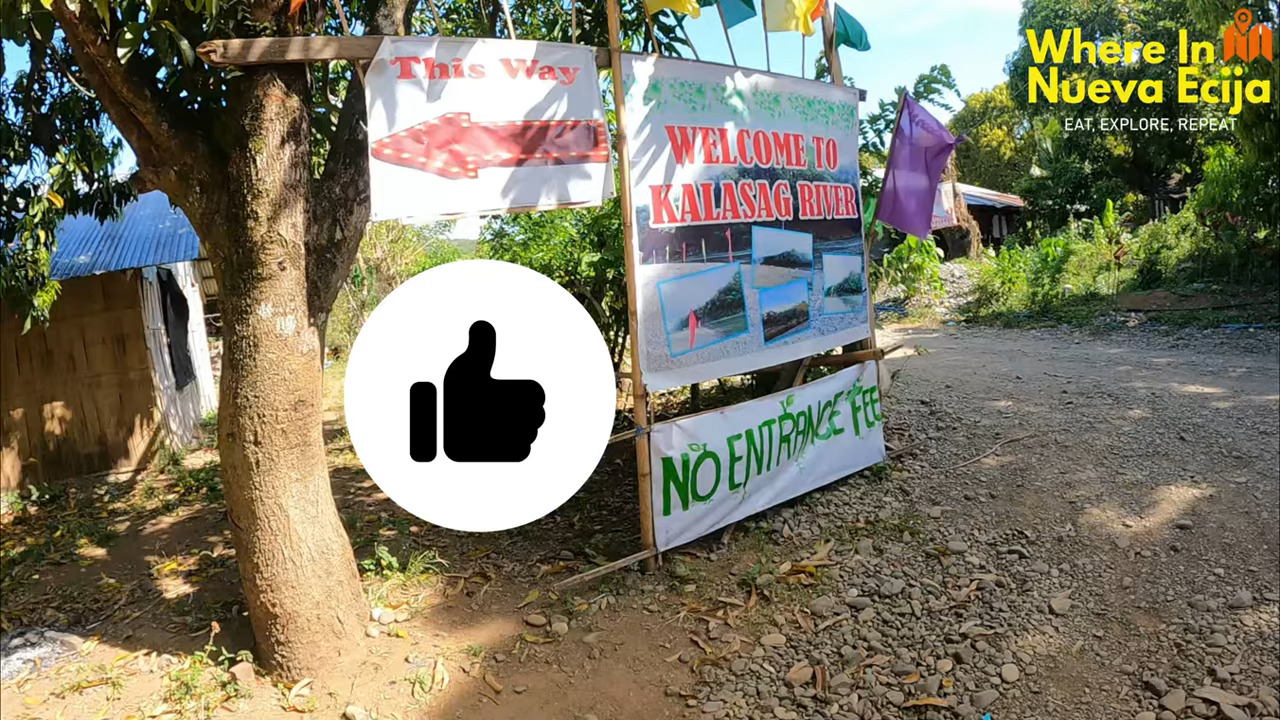 This Way
WELCOME TO
KALASAG RIVER
NO ENTRANCE FEE
Where In
Nueva Ecija
EAT, EXPLORE, REPEAT